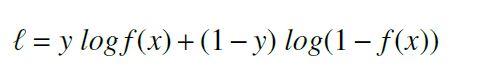 ℓ = y log f(x) + (1 − y) log(1 − f(x))